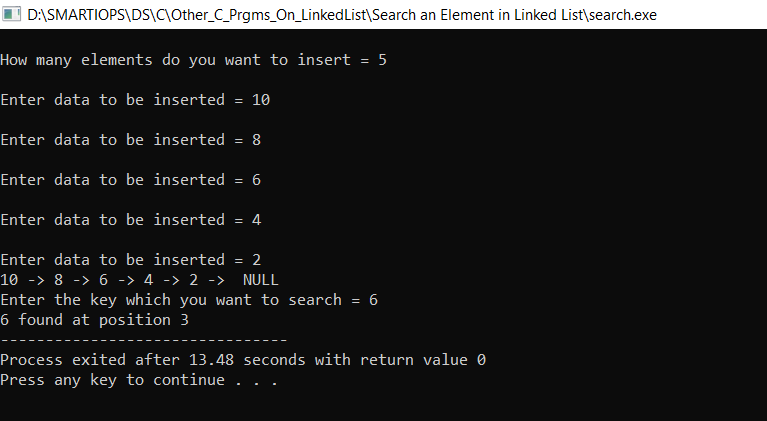 D:\SMARTIOPS\DS\C\Other_C_Prgms_On_LinkedList\Search an Element in Linked List\search.exe
How many elements do you want to insert = 5
Enter data to be inserted = 10
Enter data to be inserted = 8
Enter data to be inserted = 6
Enter data to be inserted = 4
Enter data to be inserted = 2
10 -> 8 -> 6 -> 4 -> 2 ->  NULL
Enter the key which you want to search = 6
6 found at position 3
--------------------------------
Process exited after 13.48 seconds with return value 0
Press any key to continue . . .